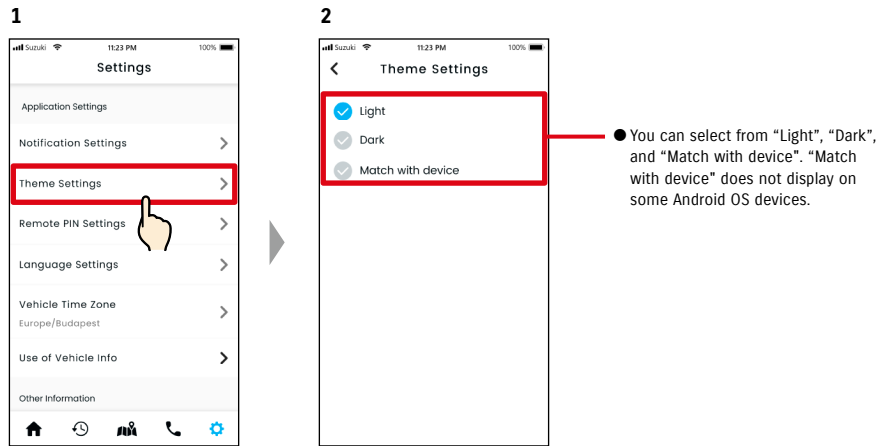 1
Suzuki 11:23 PM 100%
Settings
Application Settings
Notification Settings
Theme Settings
Remote PIN Settings
Language Settings
Vehicle Time Zone
Europe/Budapest
Use of Vehicle Info
Other Information
2
Suzuki 11:23 PM 100%
Theme Settings
Light
Dark
Match with device
● You can select from “Light”, “Dark”,
and “Match with device”. “Match
with device" does not display on
some Android OS devices.